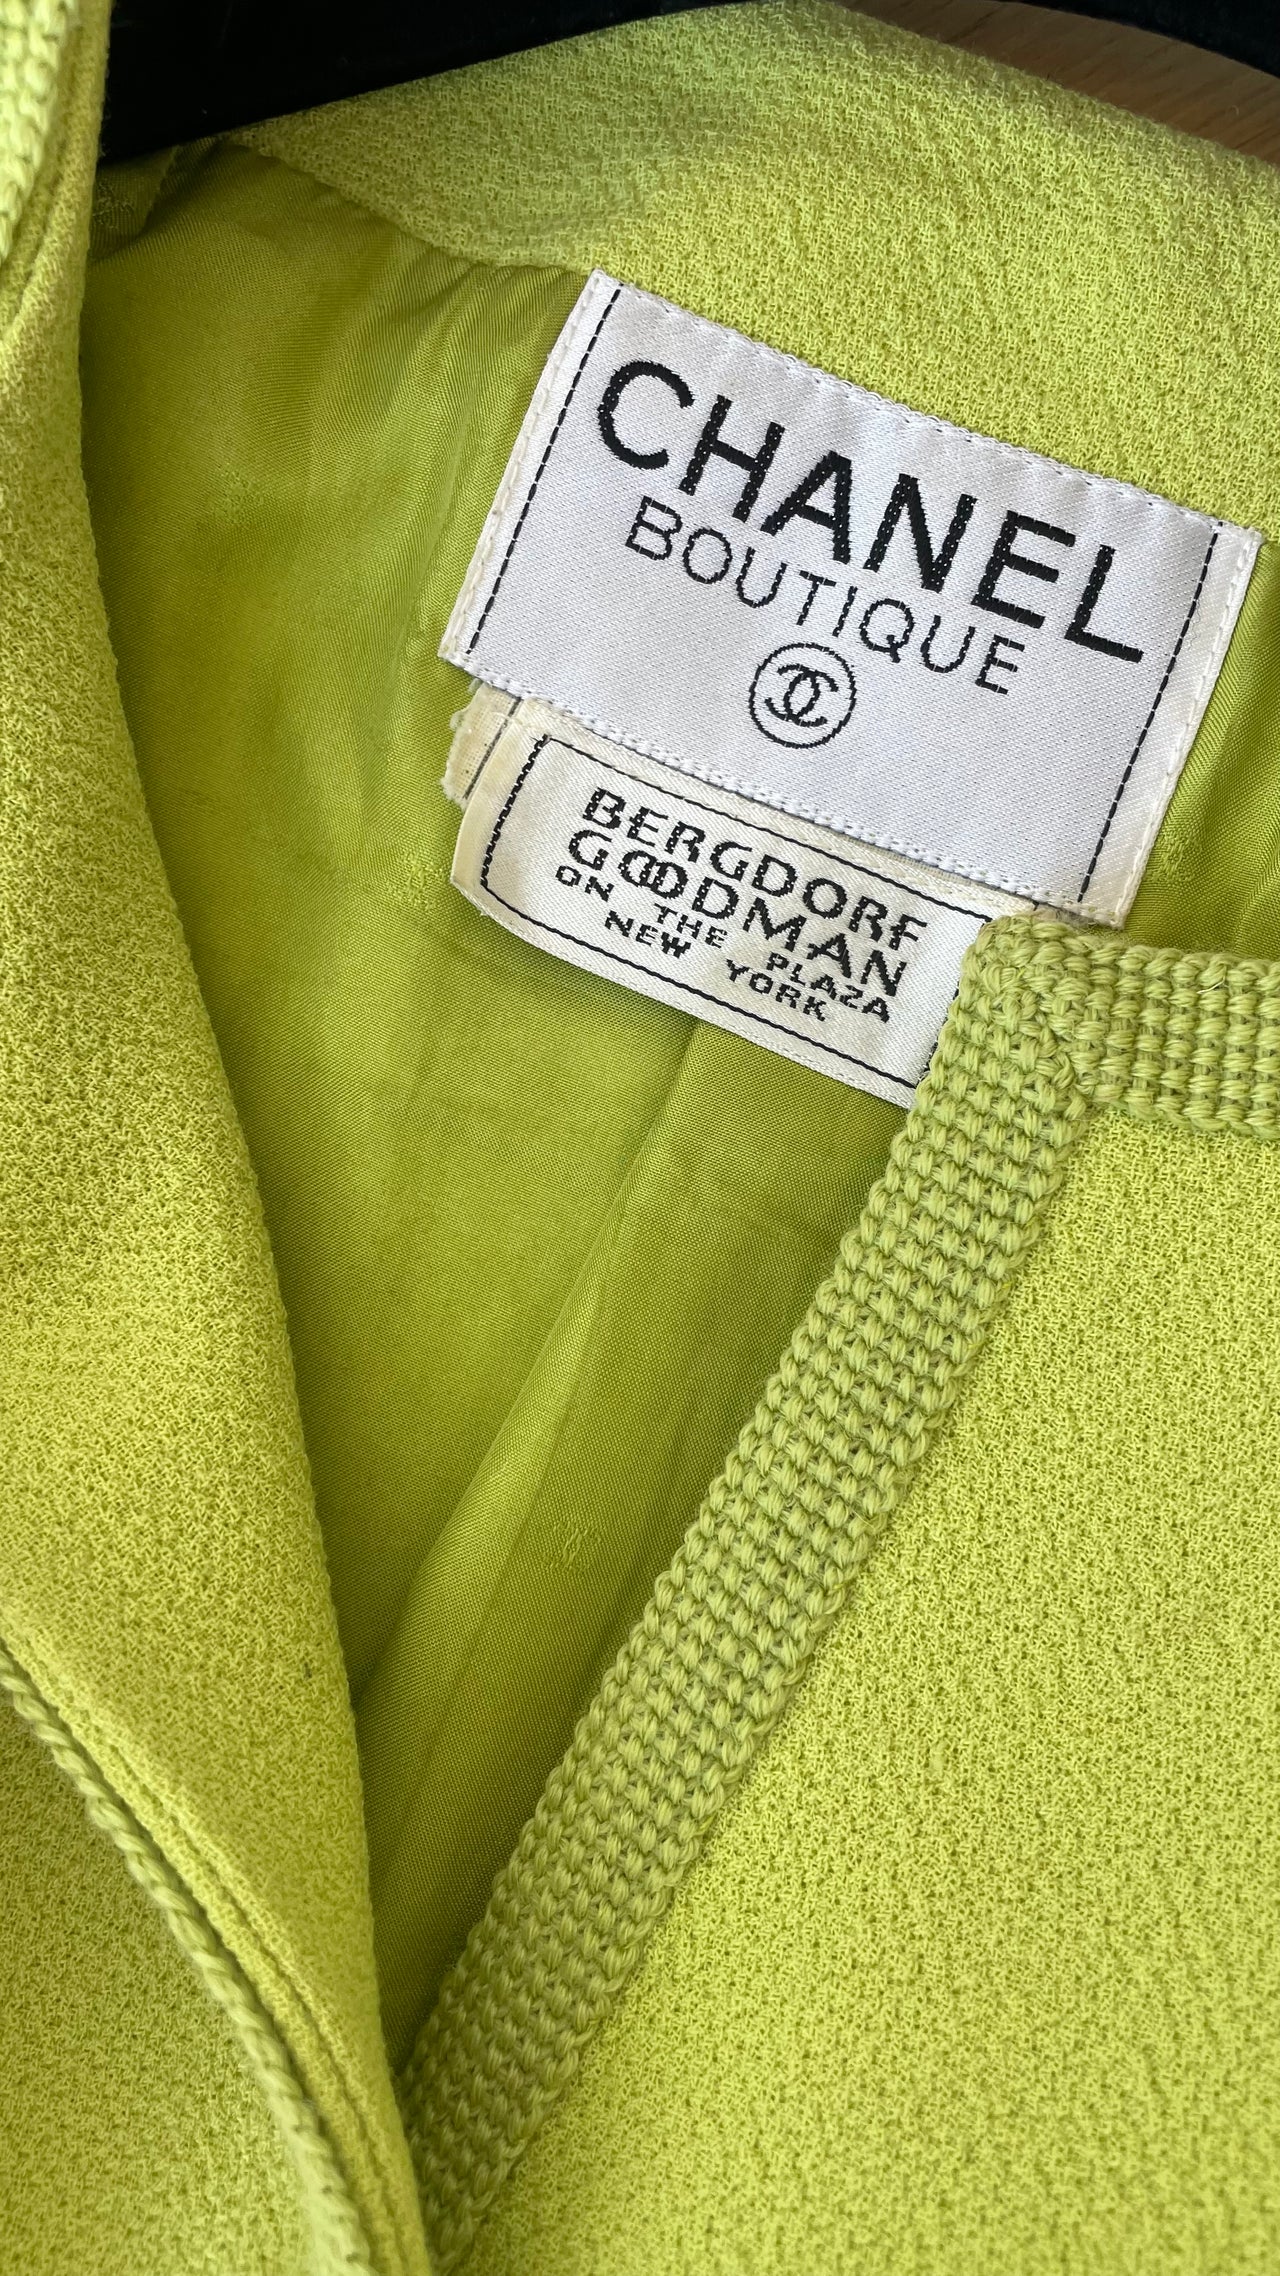 CHANEL
BOUTIQUE
BERGDORF
GOODMAN
ON THE PLAZA
NEW YORK